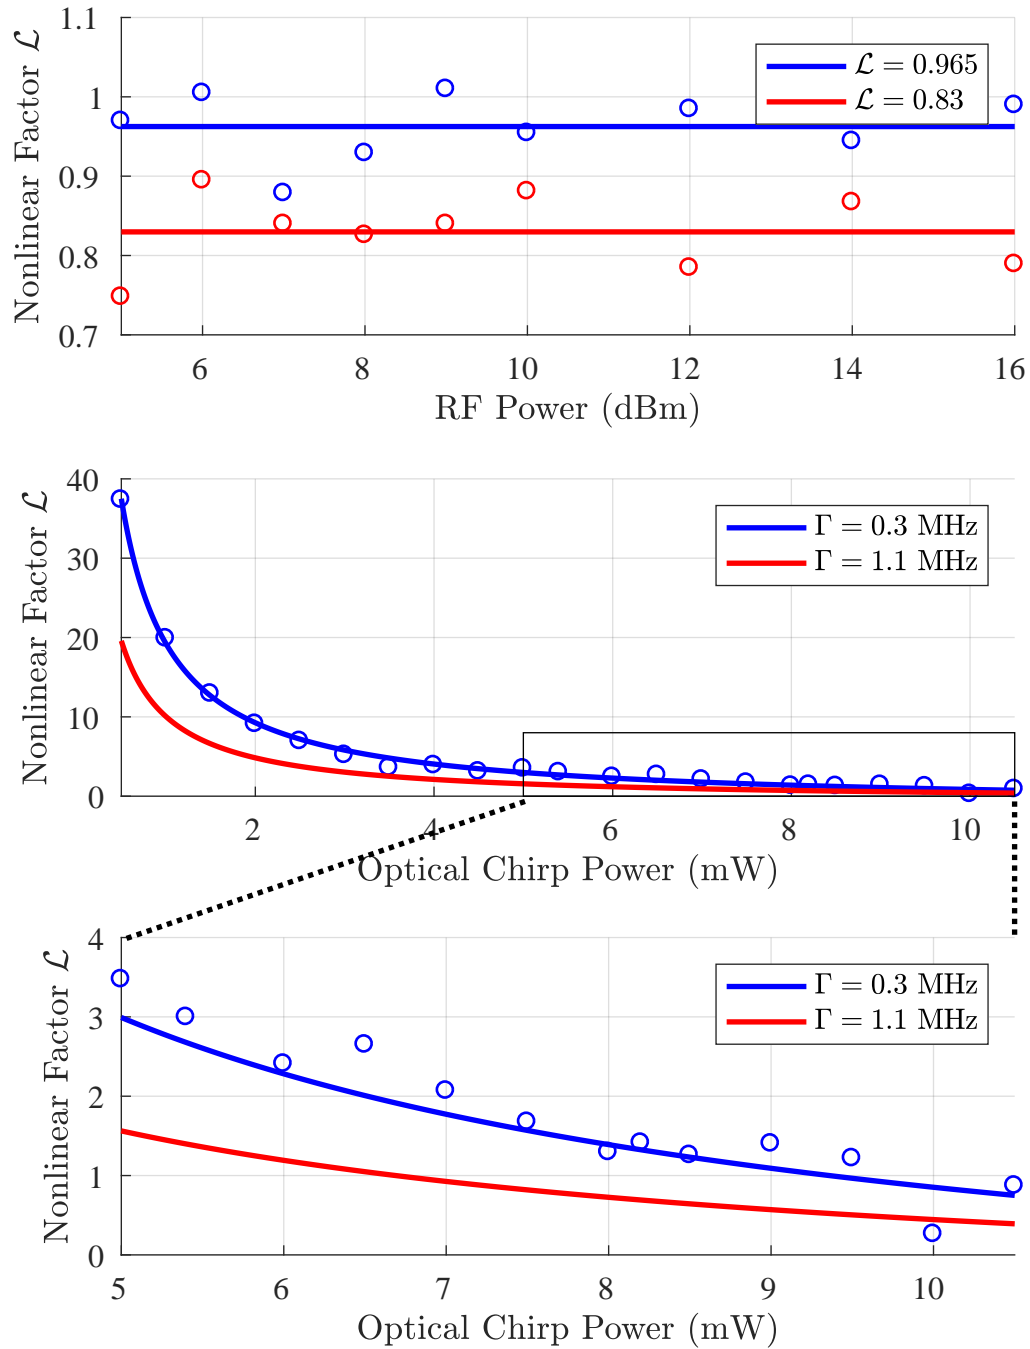 Nonlinear Factor ℒ
1.1
1
0.9
0.8
0.7
ℒ = 0.965
ℒ = 0.83
6
8
10
12
14
16
RF Power (dBm)
Nonlinear Factor ℒ
40
30
20
10
0
Γ = 0.3 MHz
Γ = 1.1 MHz
2
4
6
8
10
Optical Chirp Power (mW)
Nonlinear Factor ℒ
4
3
2
1
0
Γ = 0.3 MHz
Γ = 1.1 MHz
5
6
7
8
9
10
Optical Chirp Power (mW)